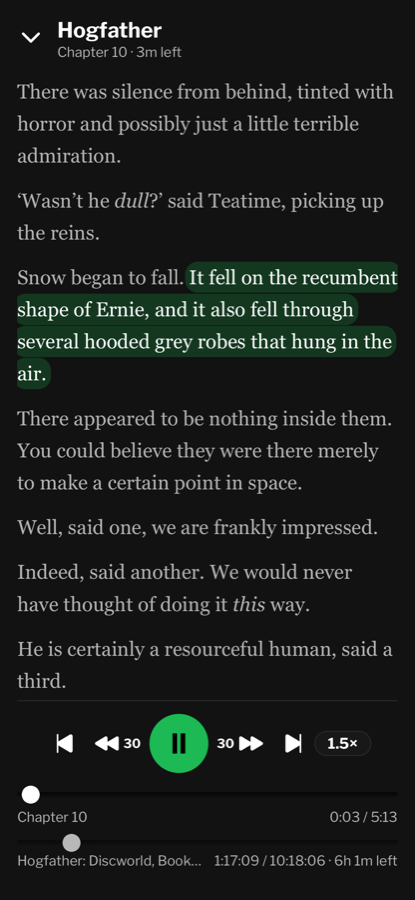 Hogfather
Chapter 10 · 3m left
There was silence from behind, tinted with
horror and possibly just a little terrible
admiration.
‘Wasn’t he dull?’ said Teatime, picking up
the reins.
Snow began to fall. It fell on the recumbent
shape of Ernie, and it also fell through
several hooded grey robes that hung in the
air.
There appeared to be nothing inside them.
You could believe they were there merely
to make a certain point in space.
Well, said one, we are frankly impressed.
Indeed, said another. We would never
have thought of doing it this way.
He is certainly a resourceful human, said a
third.
30 30 1.5×
Chapter 10 0:03 / 5:13
Hogfather: Discworld, Book... 1:17:09 / 10:18:06 · 6h 1m left